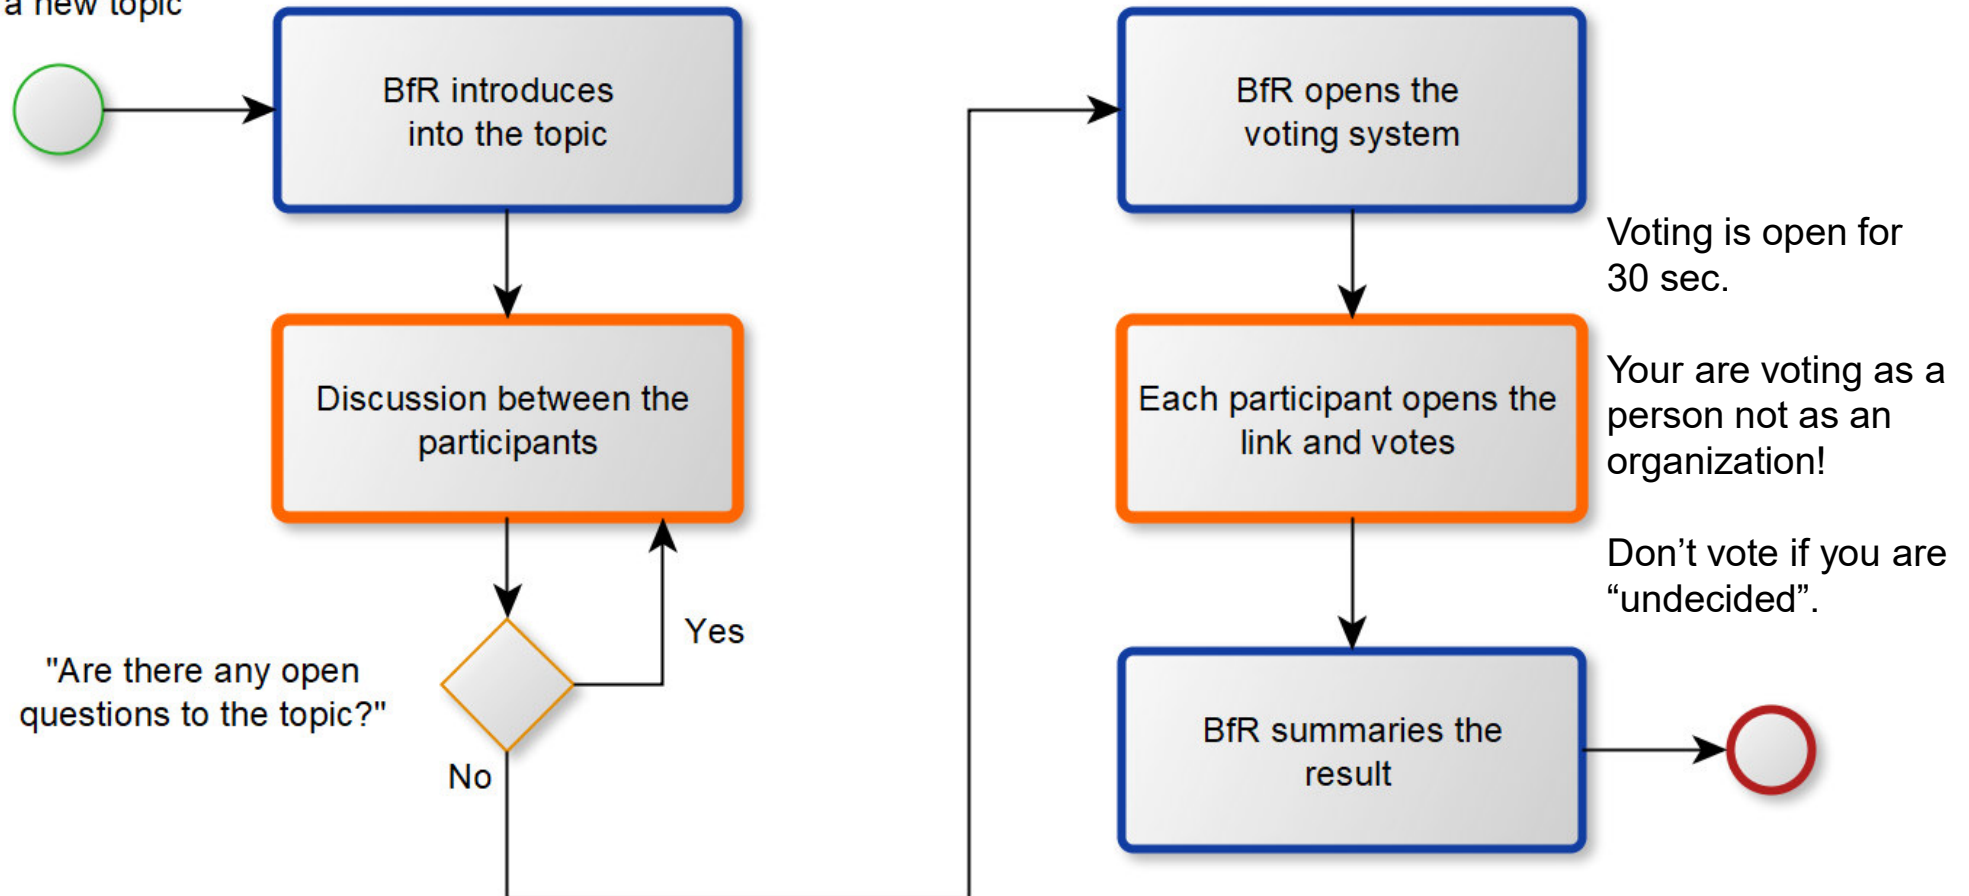 a new topic
BfR introduces
into the topic
Discussion between the
participants
"Are there any open
questions to the topic?"
Yes
No
BfR opens the
voting system
Voting is open for
30 sec.
Each participant opens the
link and votes
Your are voting as a
person not as an
organization!
Don’t vote if you are
“undecided”.
BfR summaries the
result